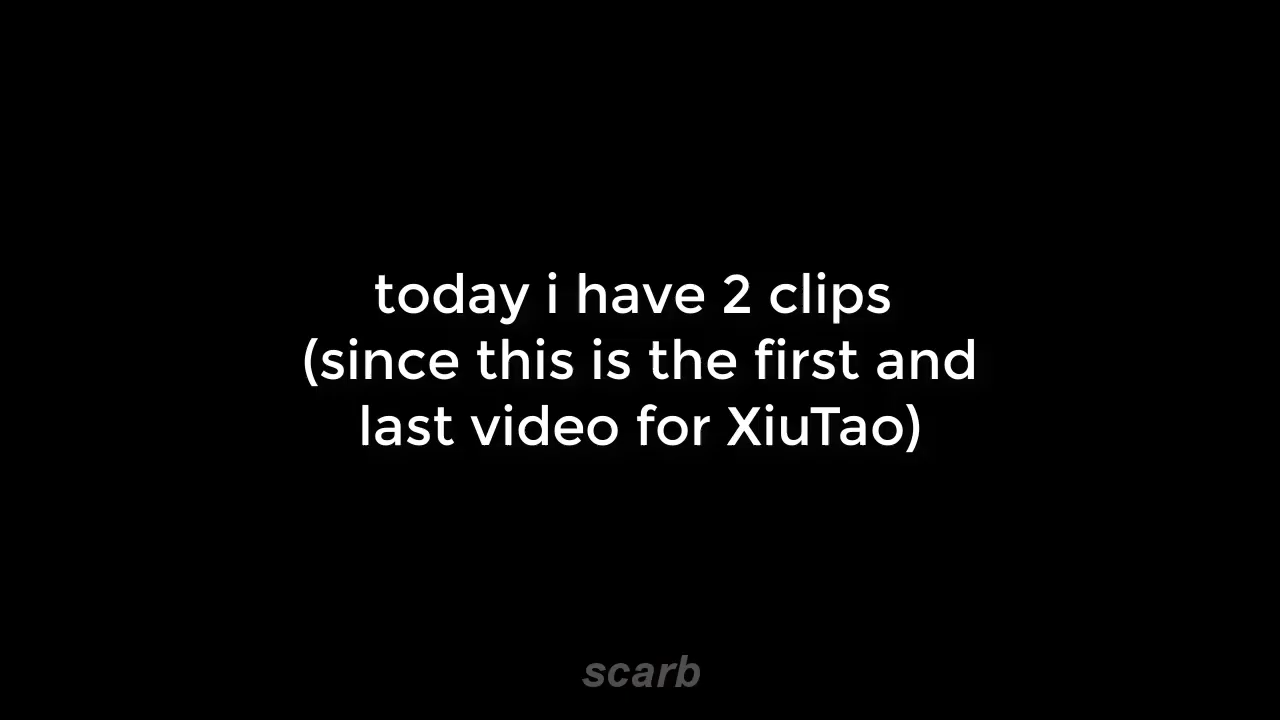 today i have 2 clips
(since this is the first and
last video for XiuTao)
scarb